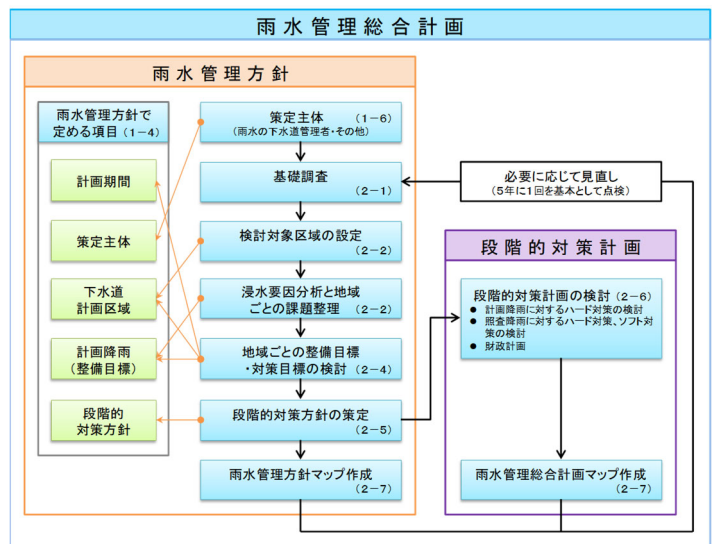 雨水管理総合計画
雨水管理方針
雨水管理方針で
定める項目（1－4）
計画期間
策定主体
下水道
計画区域
計画降雨
（整備目標）
段階的
対策方針
策定主体（1－6）
（雨水の下水道管理者・その他）
基礎調査
（2－1）
検討対象区域の設定
（2－2）
浸水要因分析と地域
ごとの課題整理
（2－2）
地域ごとの整備目標
・対策目標の検討（2－4）
段階的対策方針の策定
（2－5）
雨水管理方針マップ作成
（2－7）
必要に応じて見直し
（5年に1回を基本として点検）
段階的対策計画
段階的対策計画の検討（2－6）
● 計画降雨に対するハード対策の検討
● 照査降雨に対するハード対策、ソフト対
策の検討
● 財政計画
雨水管理総合計画マップ作成
（2－7）